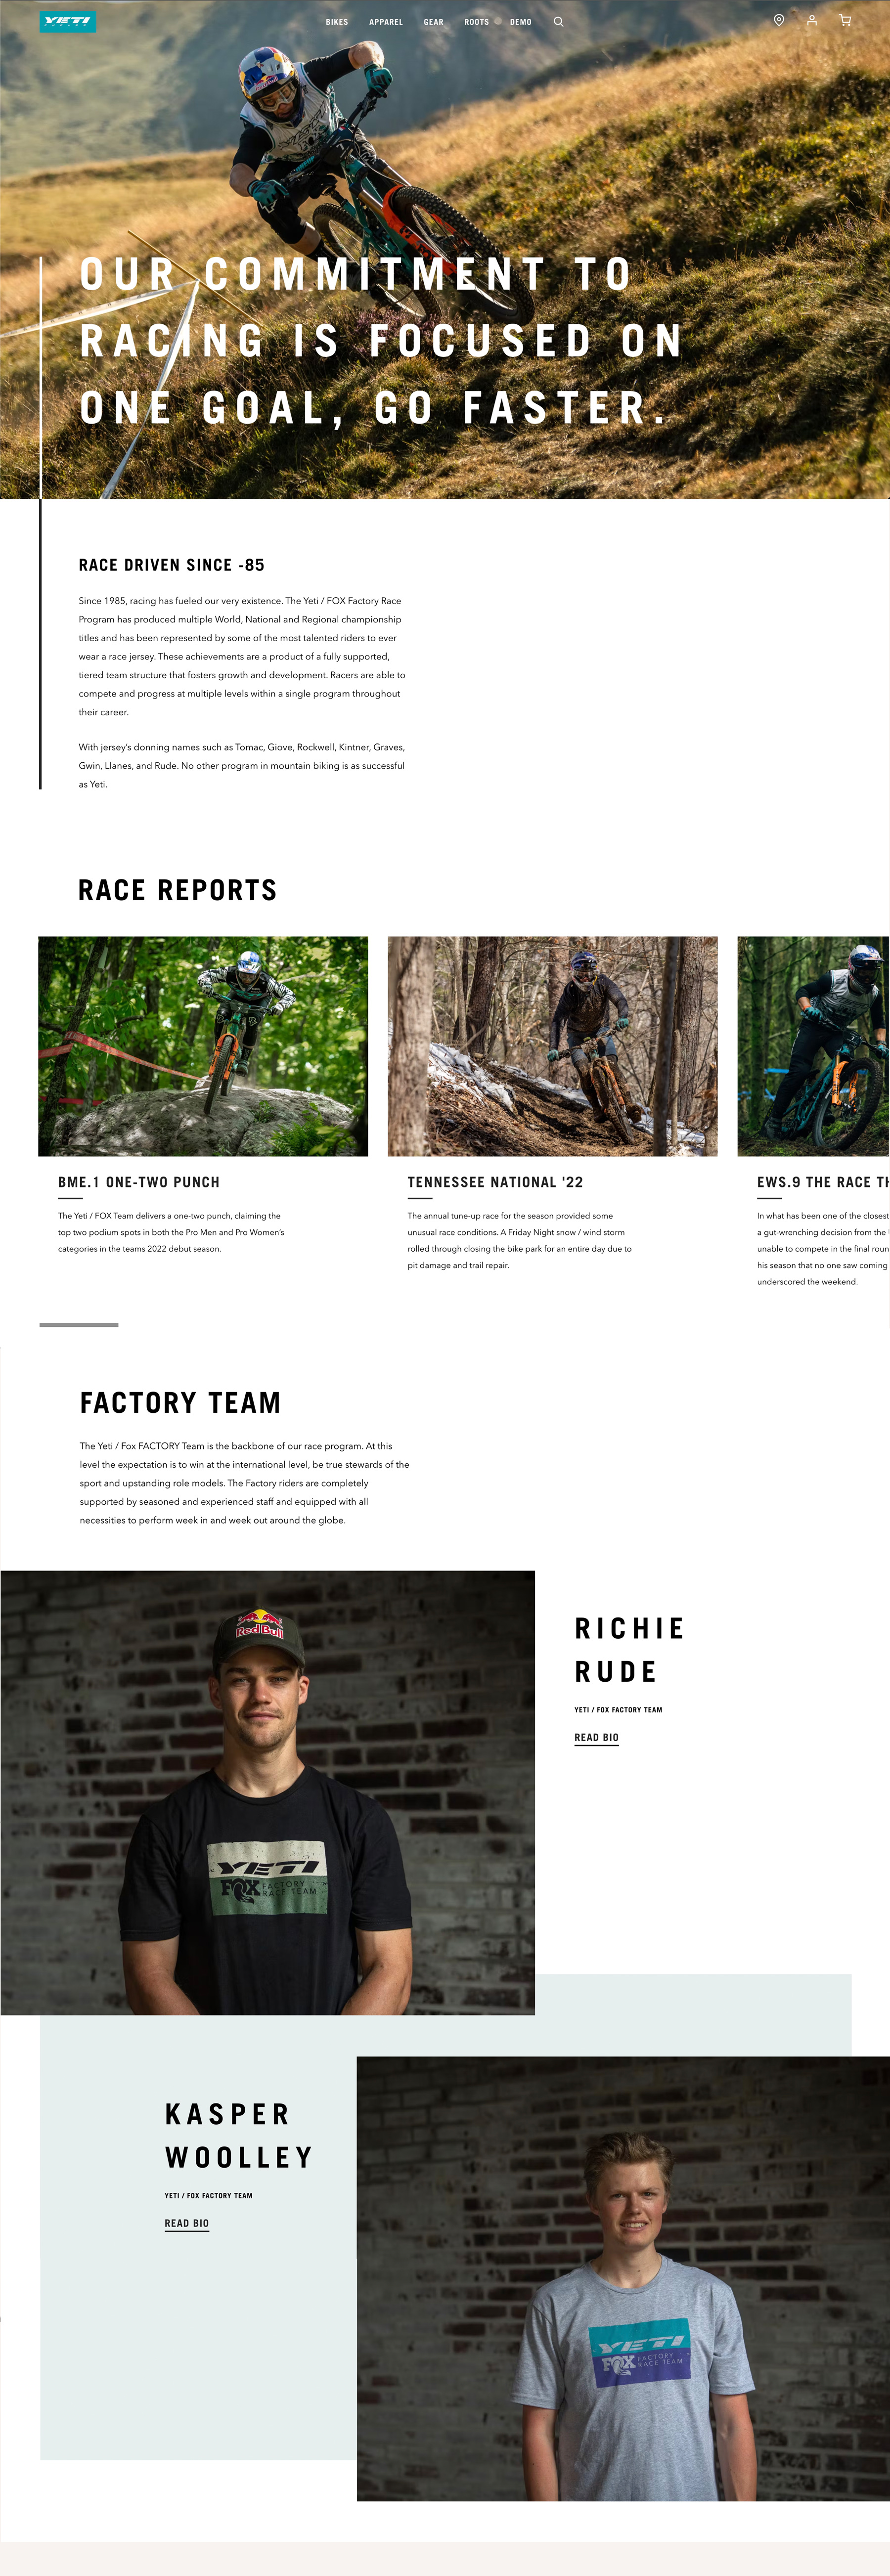 YETI
CYCLES
BIKES
APPAREL
GEAR
ROOTS
DEMO
OUR COMMITMENT TO
RACING IS FOCUSED ON
ONE GOAL, GO FASTER.
RACE DRIVEN SINCE -85
Since 1985, racing has fueled our very existence. The Yeti / FOX Factory Race
Program has produced multiple World, National and Regional championship
titles and has been represented by some of the most talented riders to ever
wear a race jersey. These achievements are a product of a fully supported,
tiered team structure that fosters growth and development. Racers are able to
compete and progress at multiple levels within a single program throughout
their career.
With jersey's donning names such as Tomac, Giove, Rockwell, Kintner, Graves,
Gwin, Llanes, and Rude. No other program in mountain biking is as successful
as Yeti.
RACE REPORTS
BME.1 ONE-TWO PUNCH
The Yeti / FOX Team delivers a one-two punch, claiming the
top two podium spots in both the Pro Men and Pro Women's
categories in the teams 2022 debut season.
TENNESSEE NATIONAL '22
The annual tune-up race for the season provided some
unusual race conditions. A Friday Night snow / wind storm
rolled through closing the bike park for an entire day due to
pit damage and trail repair.
EWS.9 THE RACE TH
In what has been one of the closest
a gut-wrenching decision from the
unable to compete in the final roun
his season that no one saw coming
underscored the weekend.
FACTORY TEAM
The Yeti / Fox FACTORY Team is the backbone of our race program. At this
level the expectation is to win at the international level, be true stewards of the
sport and upstanding role models. The Factory riders are completely
supported by seasoned and experienced staff and equipped with all
necessities to perform week in and week out around the globe.
Red Bull
YETI
FOX FACTORY
RACE TEAM
RICHIE
RUDE
YETI / FOX FACTORY TEAM
READ BIO
KASPER
WOOLLEY
YETI / FOX FACTORY TEAM
READ BIO
YETI
FOX FACTORY
RACE TEAM